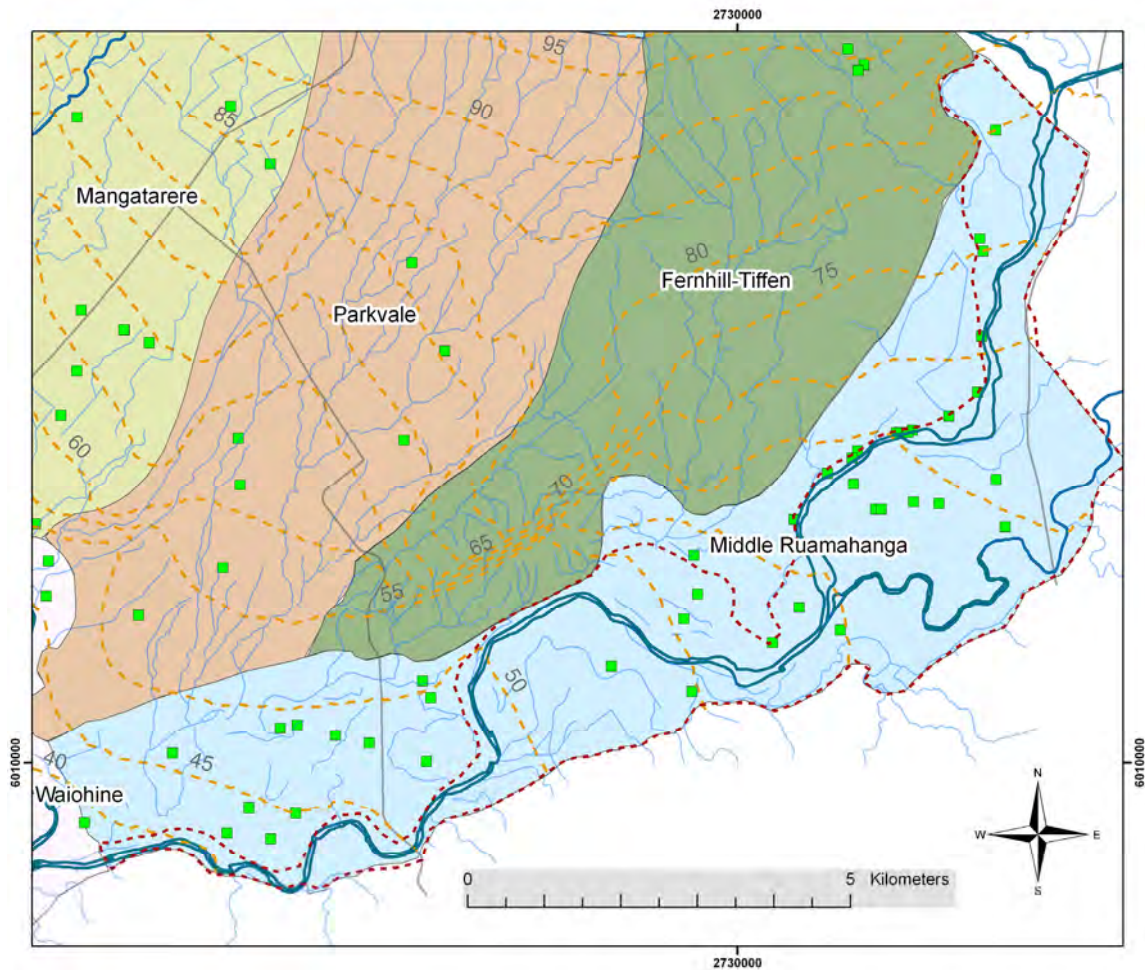 2730000
95
90
85
Mangatarere
80
Fernhill-Tiffen
75
Parkvale
60
70
65
Middle Ruamahanga
55
50
40
45
6010000
6010000
Waiohine
N
W
E
S
0
5 Kilometers
2730000